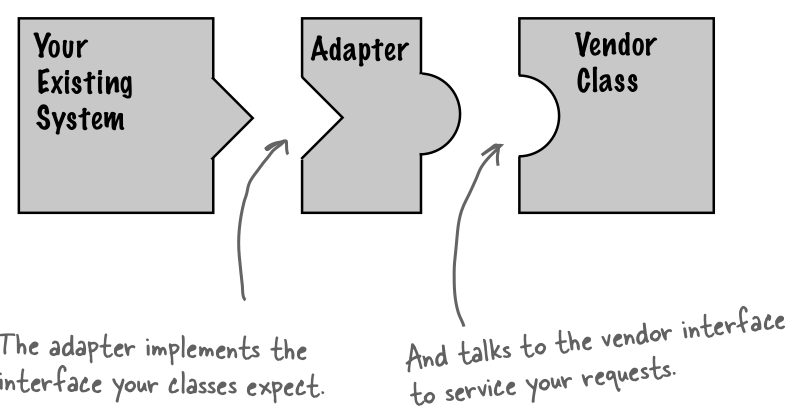 Your
Existing
System
Adapter
Vendor
Class
The adapter implements the
interface your classes expect.
And talks to the vendor interface
to service your requests.